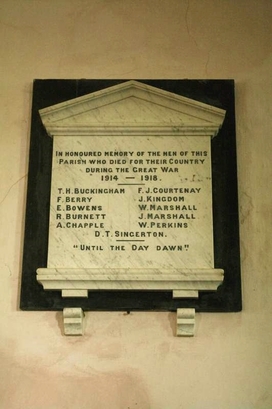 IN HONOURED MEMORY OF THE MEN OF THIS
PARISH WHO DIED FOR THEIR COUNTRY
DURING THE GREAT WAR
1914 — 1918.
T. H. BUCKINGHAM F. J. COURTENAY
F. BERRY J. KINGDOM
E. BOWENS W. MARSHALL
R. BURNETT J. MARSHALL
A. CHAPPLE W. PERKINS
D. T. SINGERTON.
"UNTIL THE DAY DAWN".